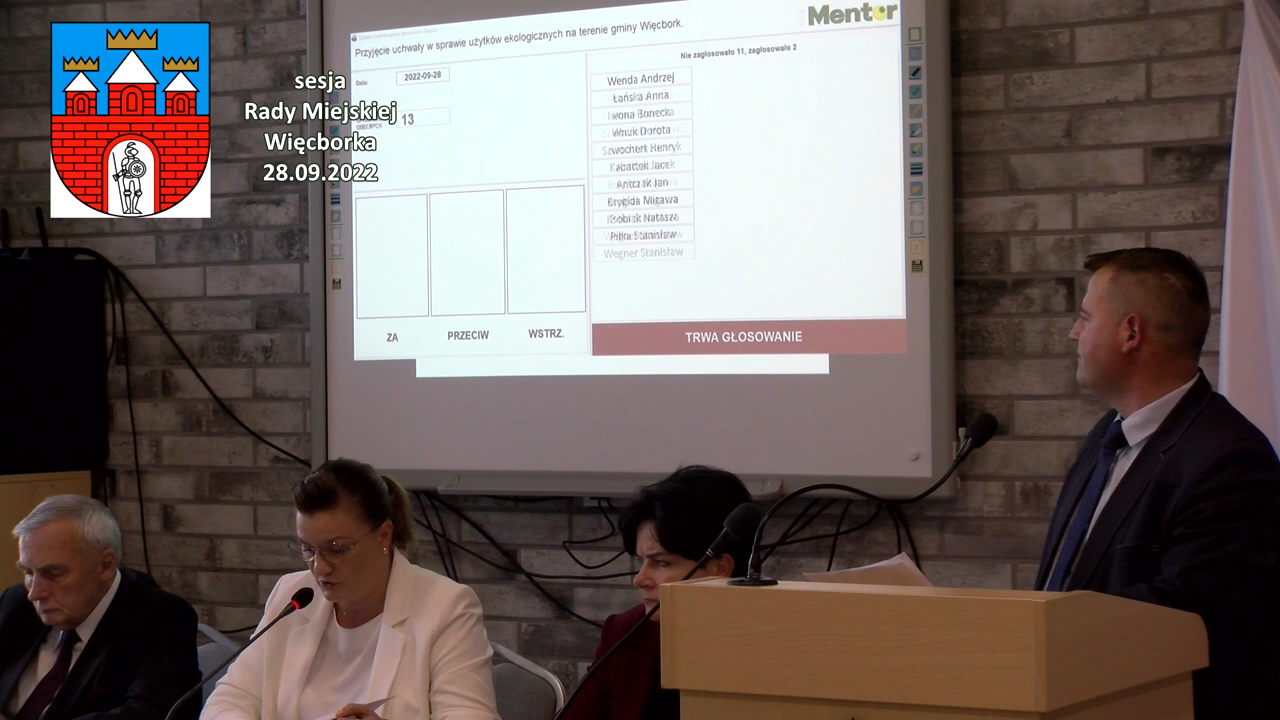 sesja
Rady Miejskiej
Więcborka
28.09.2022
Mentor
Przyjęcie uchwały w sprawie użytków ekologicznych na terenie gminy Więcbork.
Data:
2022-09-28
OBECNYCH
13
Nie zagłosowało 11, zagłosowało 2
Wenda Andrzej
Łańska Anna
Iwona Bonecka
Wnuk Dorota
Szwochert Henryk
Kabattek Jacek
Antczak Jan
Brygida Migawa
Kłobiak Natasza
Pilka Stanisław
Wegner Stanisław
ZA
PRZECIW
WSTRZ.
TRWA GŁOSOWANIE